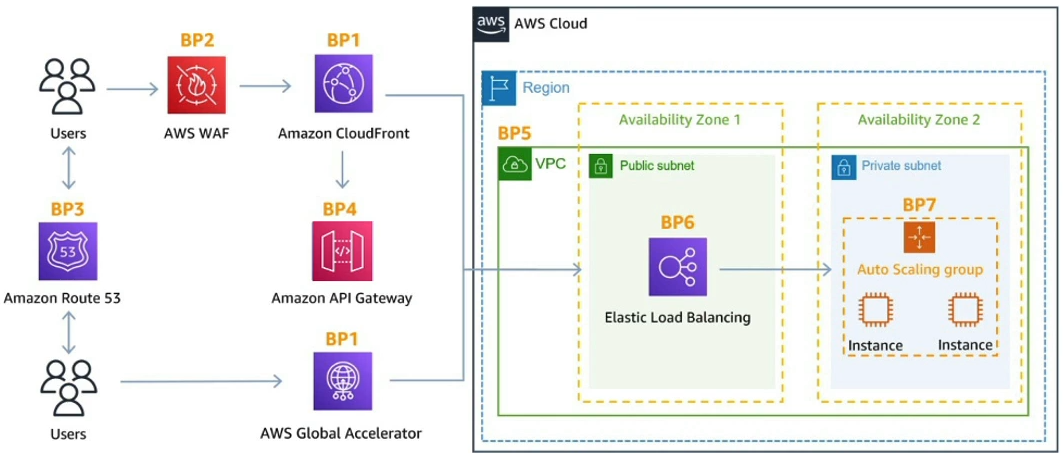 aws
AWS Cloud
BP2
BP1
Region
Users
AWS WAF
Amazon CloudFront
BP5
Availability Zone 1
Availability Zone 2
VPC
Public subnet
Private subnet
BP3
53
Amazon Route 53
BP4
</>
Amazon API Gateway
BP6
Elastic Load Balancing
BP7
Auto Scaling group
Instance
Instance
BP1
Users
AWS Global Accelerator